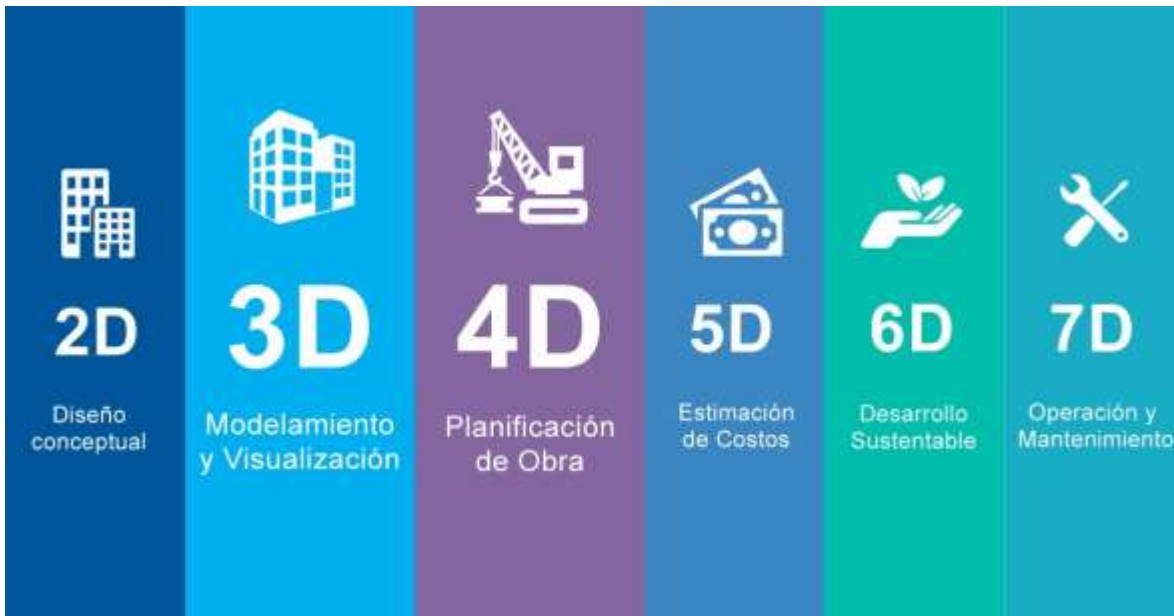 2D
Diseño
conceptual
3D
Modelamiento
y Visualización
4D
Planificación
de Obra
5D
Estimación
de Costos
6D
Desarrollo
Sustentable
7D
Operación y
Mantenimiento